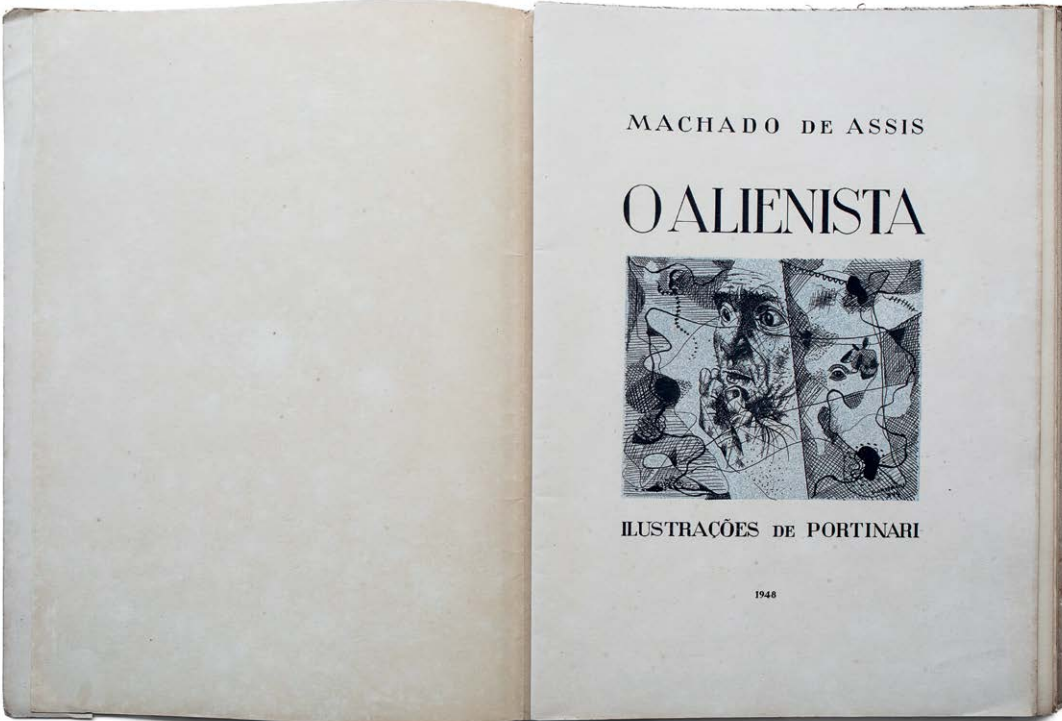 MACHADO DE ASSIS
O ALIENISTA
ILUSTRAÇÕES DE PORTINARI
1948